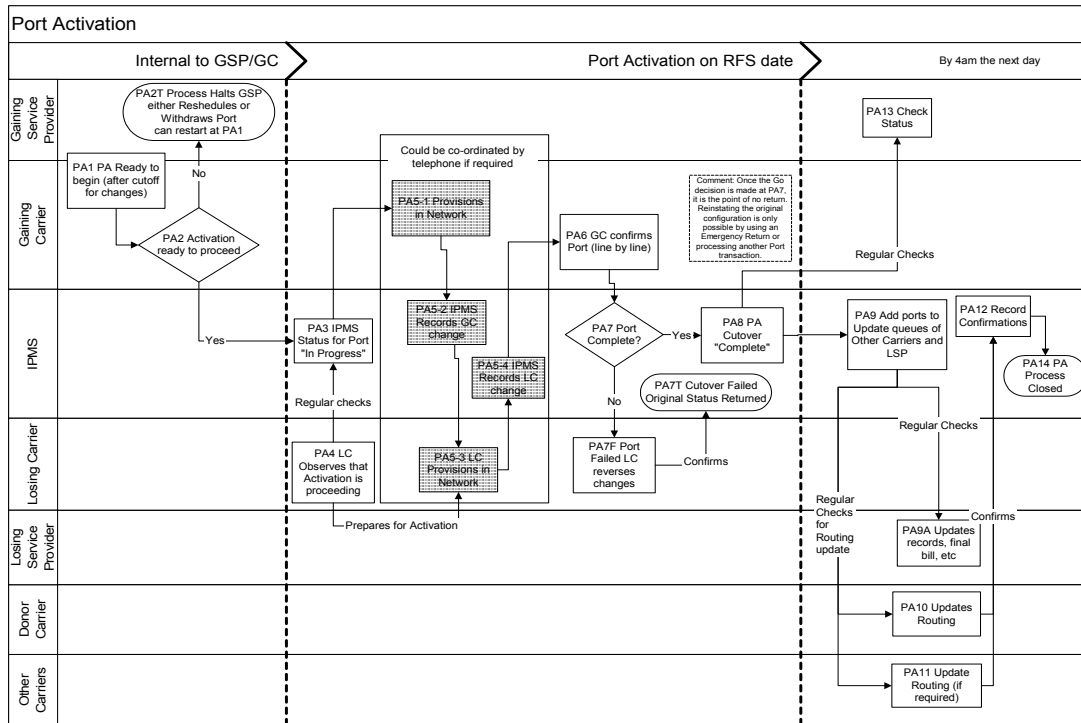 Port Activation
Internal to GSP/GC
Port Activation on RFS date
By 4am the next day
Gaining
Service
Provider
PA2T Process Halts GSP
either Reshedules or
Withdraws Port
can restart at PA1
PA13 Check
Status
Could be co-ordinated by
telephone if required
Gaining
Carrier
PA1 PA Ready to
begin (after cutoff
for changes)
No
PA2 Activation
ready to proceed
PA5-1 Provisions
in Network
PA6 GC confirms
Port (line by line)
Comment: Once the Go
decision is made at PA7,
it is the point of no return.
Reinstating the original
configuration is only
possible by using an
Emergency Return or
processing another Port
transaction.
Regular Checks
IPMS
Yes
PA3 IPMS
Status for Port
"In Progress"
PA5-2 IPMS
Records GC
change
PA5-4 IPMS
Records LC
change
PA7 Port
Complete?
Yes
PA8 PA
Cutover
"Complete"
PA9 Add ports to
Update queues of
Other Carriers and
LSP
PA12 Record
Confirmations
PA14 PA
Process
Closed
No
PA7T Cutover Failed
Original Status Returned
Regular checks
Regular Checks
Losing Carrier
PA4 LC
Observes that
Activation is
proceeding
PA5-3 LC
Provisions in
Network
PA7F Port
Failed LC
reverses
changes
Confirms
Regular
Checks
for
Routing
update
Losing
Service
Provider
Prepares for Activation
Confirms
PA9A Updates
records, final
bill, etc
Donor
Carrier
PA10 Updates
Routing
Other
Carriers
PA11 Update
Routing (if
required)